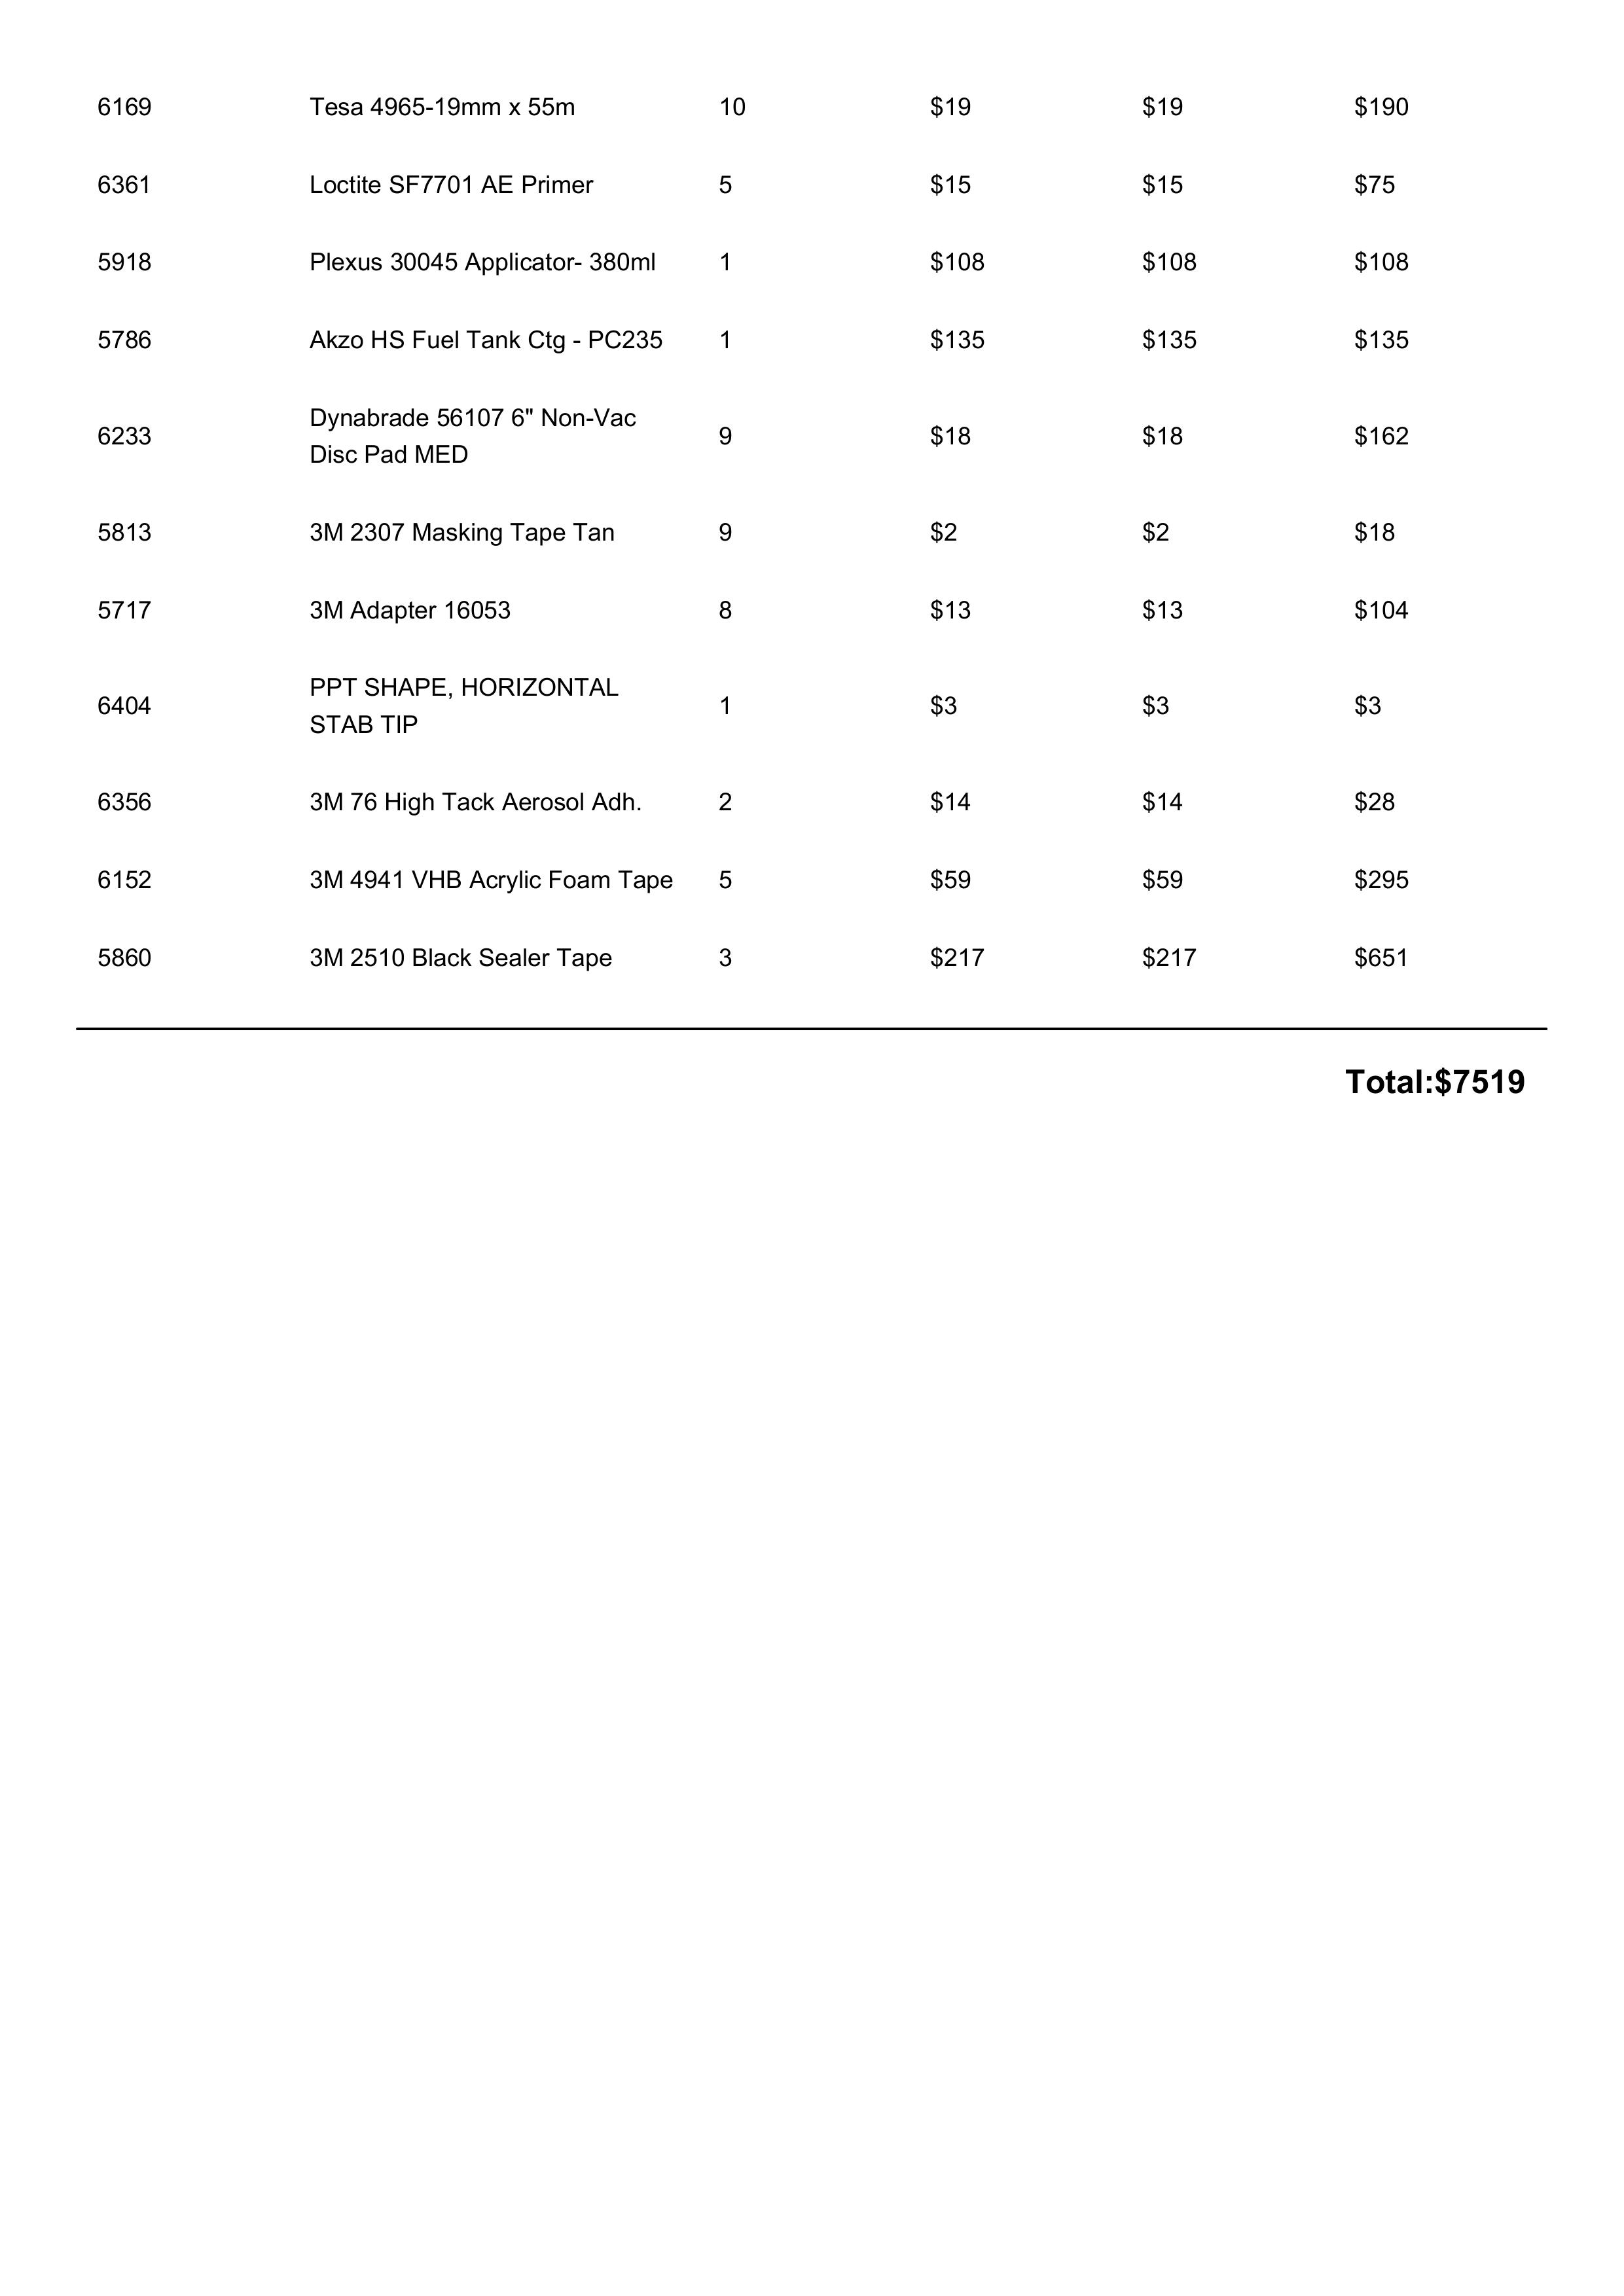 6169 Tesa 4965-19mm x 55m 10 $19 $19 $190
6361 Loctite SF7701 AE Primer 5 $15 $15 $75
5918 Plexus 30045 Applicator- 380ml 1 $108 $108 $108
5786 Akzo HS Fuel Tank Ctg - PC235 1 $135 $135 $135
6233 Dynabrade 56107 6" Non-Vac 9 $18 $18 $162
Disc Pad MED
5813 3M 2307 Masking Tape Tan 9 $2 $2 $18
5717 3M Adapter 16053 8 $13 $13 $104
6404 PPT SHAPE, HORIZONTAL 1 $3 $3 $3
STAB TIP
6356 3M 76 High Tack Aerosol Adh. 2 $14 $14 $28
6152 3M 4941 VHB Acrylic Foam Tape 5 $59 $59 $295
5860 3M 2510 Black Sealer Tape 3 $217 $217 $651
Total:$7519